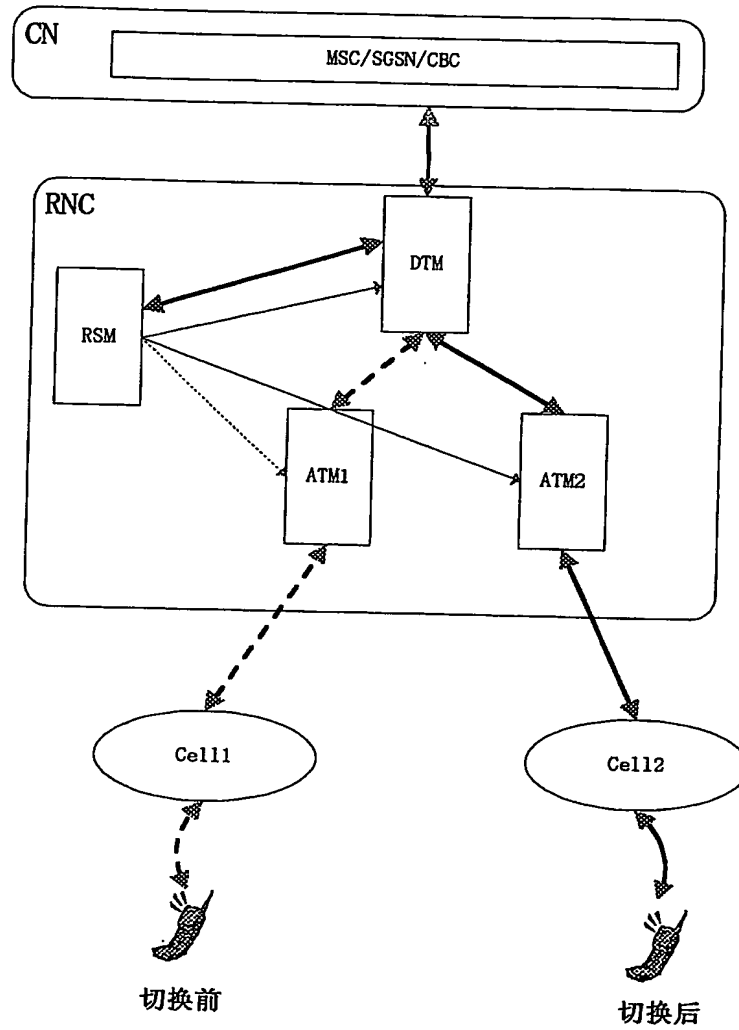 CN
MSC/SGSN/CBC
RNC
DTM
RSM
ATM1
ATM2
Cell1
Cell2
切换前
切换后